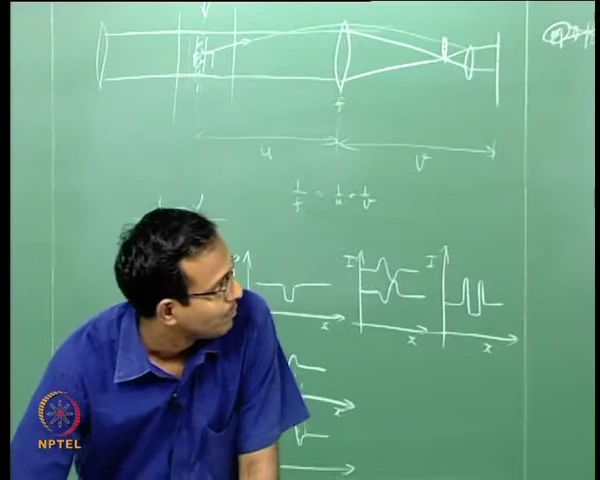 f
u
v
1/f = 1/u + 1/v
I
I
x
x
x
x
NPTEL